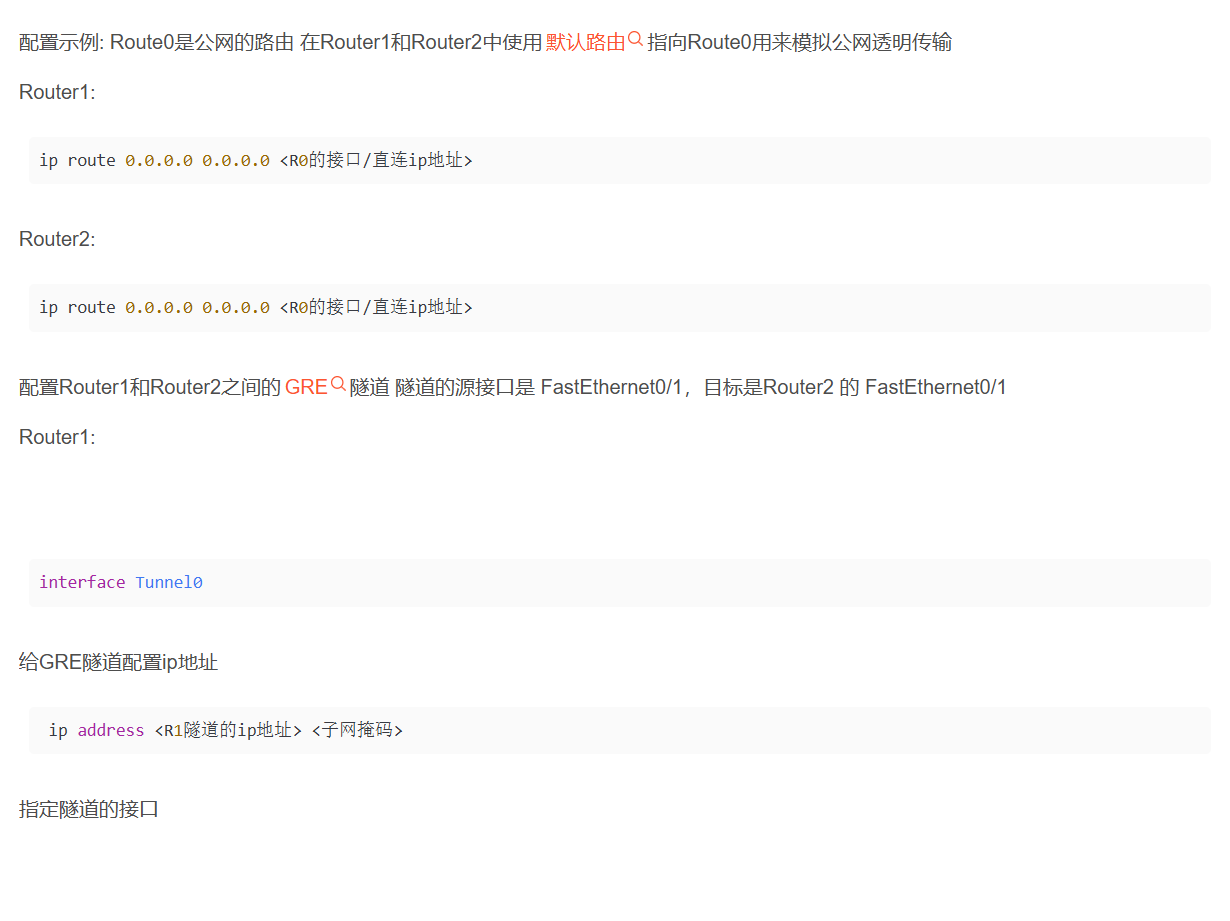 配置示例: Route0是公网的路由 在Router1和Router2中使用 默认路由 指向Route0用来模拟公网透明传输
Router1:
ip route 0.0.0.0 0.0.0.0 <R0的接口/直连ip地址>
Router2:
ip route 0.0.0.0 0.0.0.0 <R0的接口/直连ip地址>
配置Router1和Router2之间的 GRE 隧道 隧道的源接口是 FastEthernet0/1，目标是Router2 的 FastEthernet0/1
Router1:
interface Tunnel0
给GRE隧道配置ip地址
ip address <R1隧道的ip地址> <子网掩码>
指定隧道的接口